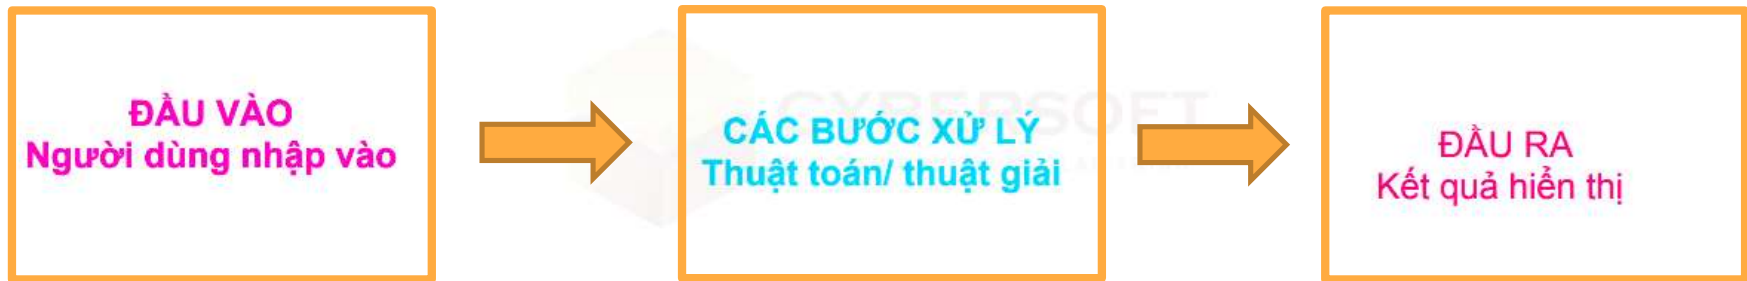 ĐẦU VÀO
Người dùng nhập vào
CÁC BƯỚC XỬ LÝ
Thuật toán/ thuật giải
ĐẦU RA
Kết quả hiển thị
CYBERSOFT